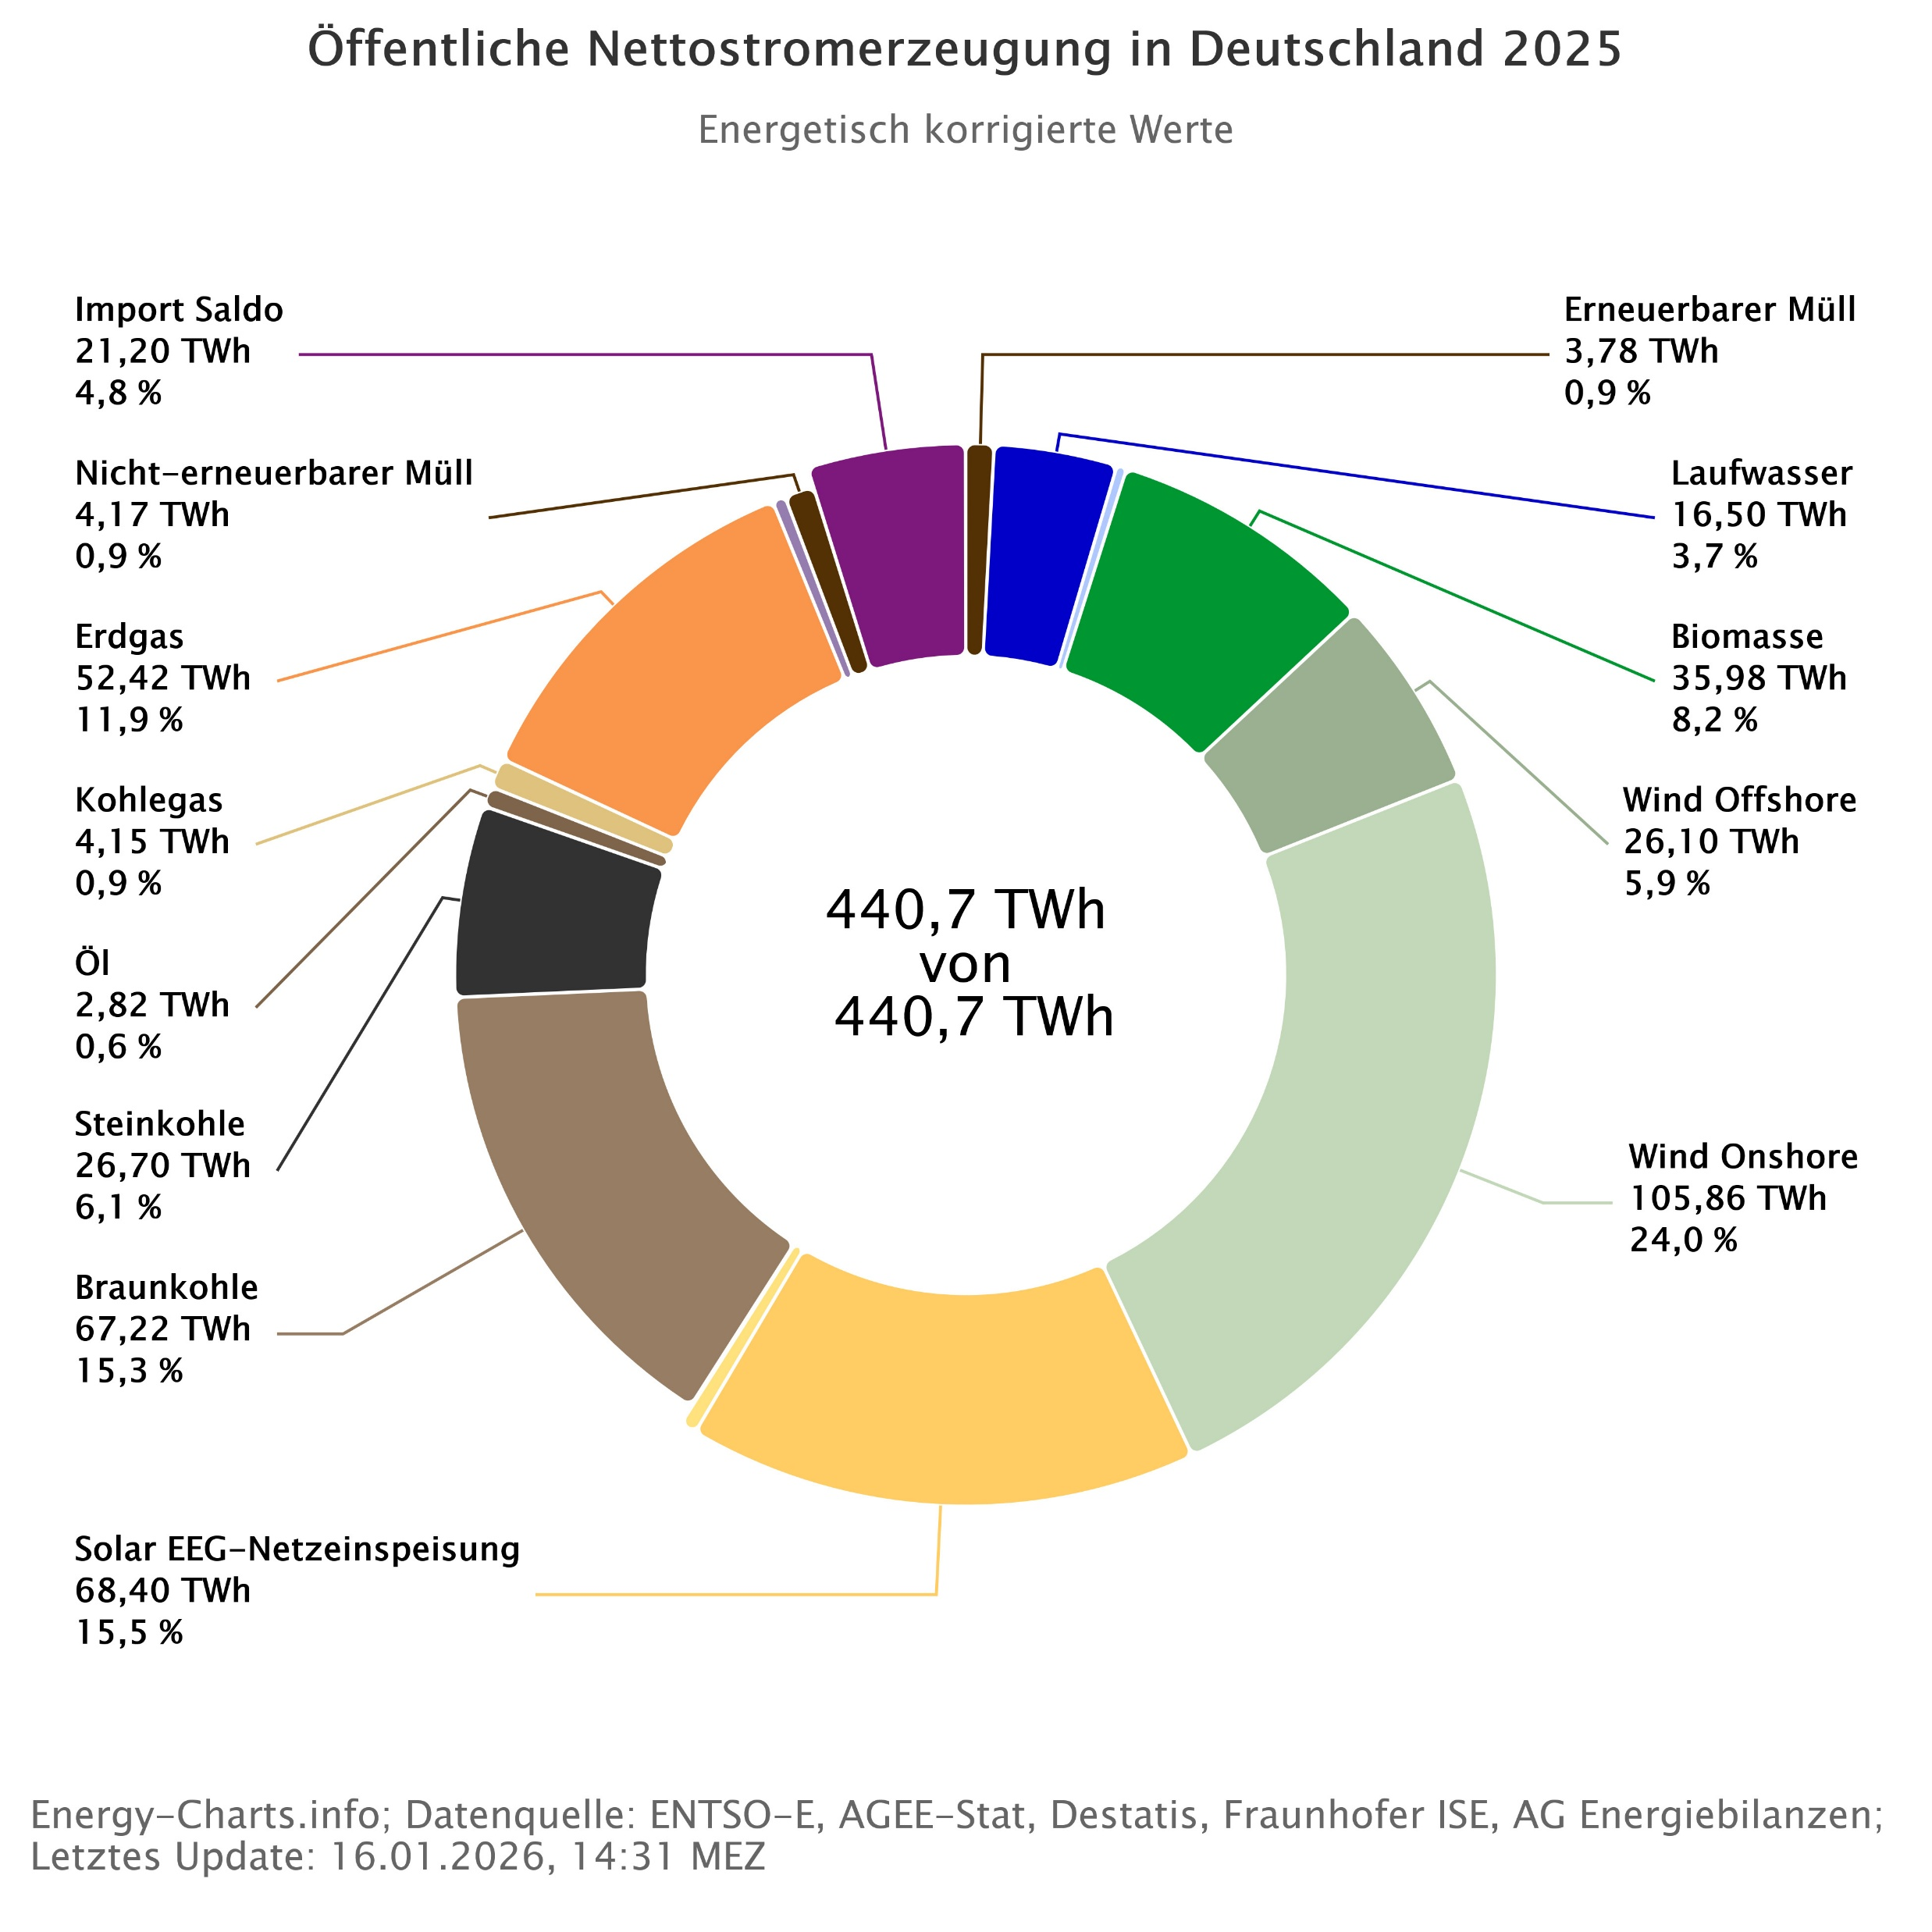 Öffentliche Nettostromerzeugung in Deutschland 2025
Energetisch korrigierte Werte
Import Saldo
21,20 TWh
4,8 %
Nicht-erneuerbarer Müll
4,17 TWh
0,9 %
Erdgas
52,42 TWh
11,9 %
Kohlegas
4,15 TWh
0,9 %
Öl
2,82 TWh
0,6 %
Steinkohle
26,70 TWh
6,1 %
Braunkohle
67,22 TWh
15,3 %
Solar EEG-Netzeinspeisung
68,40 TWh
15,5 %
440,7 TWh
von
440,7 TWh
Erneuerbarer Müll
3,78 TWh
0,9 %
Laufwasser
16,50 TWh
3,7 %
Biomasse
35,98 TWh
8,2 %
Wind Offshore
26,10 TWh
5,9 %
Wind Onshore
105,86 TWh
24,0 %
Energy-Charts.info; Datenquelle: ENTSO-E, AGEE-Stat, Destatis, Fraunhofer ISE, AG Energiebilanzen;
Letztes Update: 16.01.2026, 14:31 MEZ